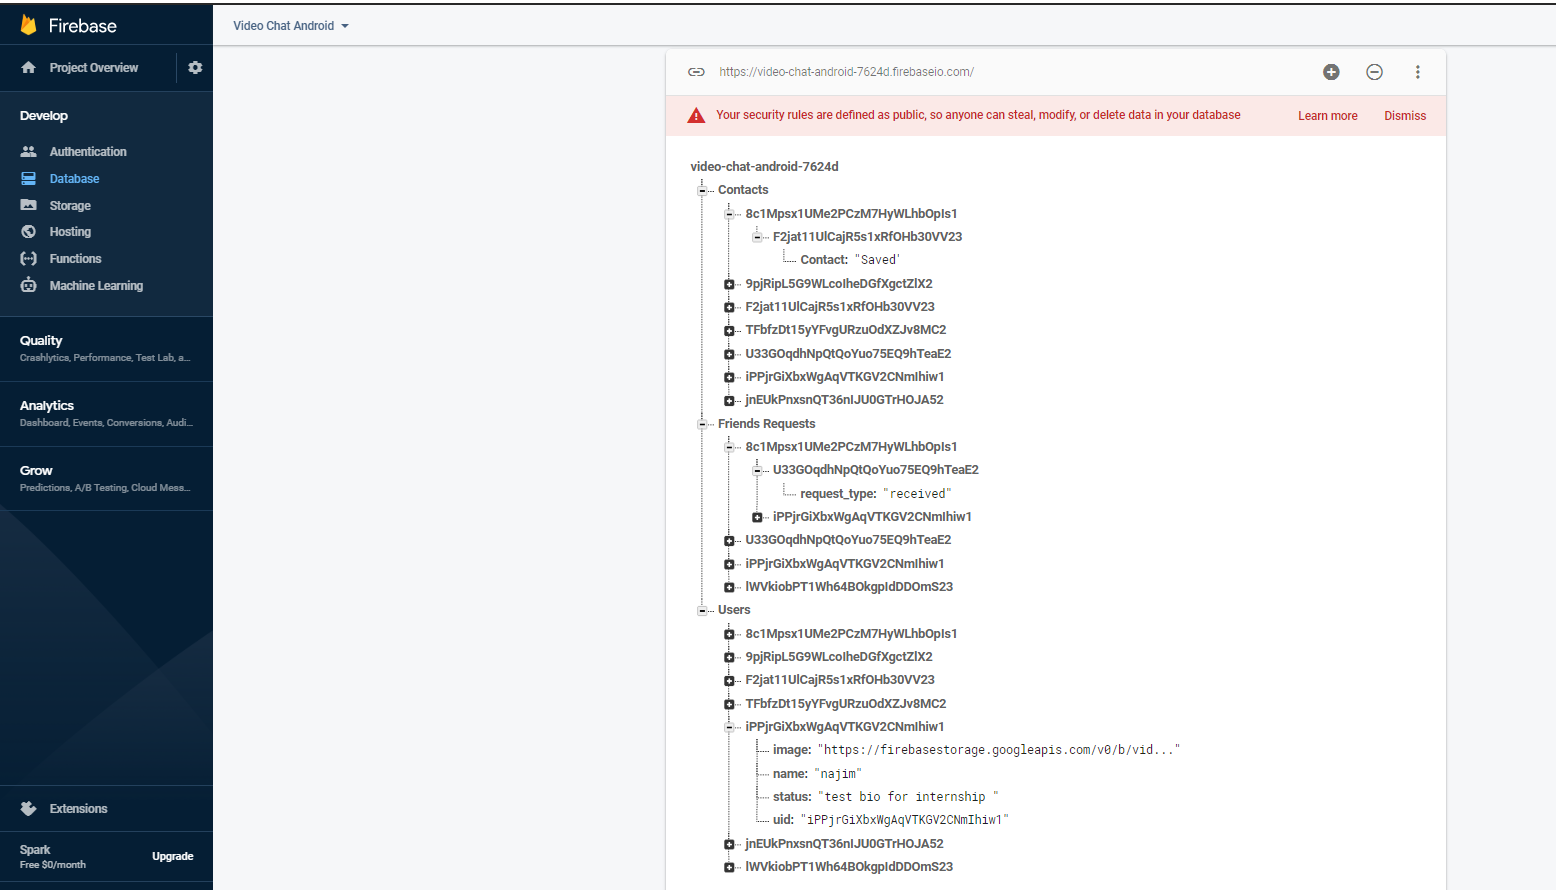 Firebase
Video Chat Android
Project Overview
https://video-chat-android-7624d.firebaseio.com/
Your security rules are defined as public, so anyone can steal, modify, or delete data in your database
Learn more
Dismiss
Develop
Authentication
Database
Storage
Hosting
Functions
Machine Learning
Quality
Crashlytics, Performance, Test Lab, a...
Analytics
Dashboard, Events, Conversions, Audi...
Grow
Predictions, A/B Testing, Cloud Mess...
Extensions
Spark
Free $0/month
Upgrade
video-chat-android-7624d
Contacts
8c1Mpsx1UMe2PCzM7HyWLhbOpIs1
F2jat11UlCajR5s1xRfOHb30VV23
Contact: "Saved'
9pjRipL5G9WLcoIheDGfXgctZlX2
F2jat11UlCajR5s1xRfOHb30VV23
TFbfzDt15yYFvgURzuOdXZJv8MC2
U33GOqdhNpQtQoYuo75EQ9hTeaE2
iPPjrGiXbxWgAqVTKGV2CNmIhiw1
jnEUkPnxsnQT36nIJU0GTrHOJA52
Friends Requests
8c1Mpsx1UMe2PCzM7HyWLhbOpIs1
U33GOqdhNpQtQoYuo75EQ9hTeaE2
request_type: "received"
iPPjrGiXbxWgAqVTKGV2CNmIhiw1
U33GOqdhNpQtQoYuo75EQ9hTeaE2
iPPjrGiXbxWgAqVTKGV2CNmIhiw1
lWVkiobPT1Wh64BOkgpIdDDOmS23
Users
8c1Mpsx1UMe2PCzM7HyWLhbOpIs1
9pjRipL5G9WLcoIheDGfXgctZlX2
F2jat11UlCajR5s1xRfOHb30VV23
TFbfzDt15yYFvgURzuOdXZJv8MC2
iPPjrGiXbxWgAqVTKGV2CNmIhiw1
image: "https://firebasestorage.googleapis.com/v0/b/vid..."
name: "najim"
status: "test bio for internship "
uid: "iPPjrGiXbxWgAqVTKGV2CNmIhiw1"
jnEUkPnxsnQT36nIJU0GTrHOJA52
lWVkiobPT1Wh64BOkgpIdDDOmS23